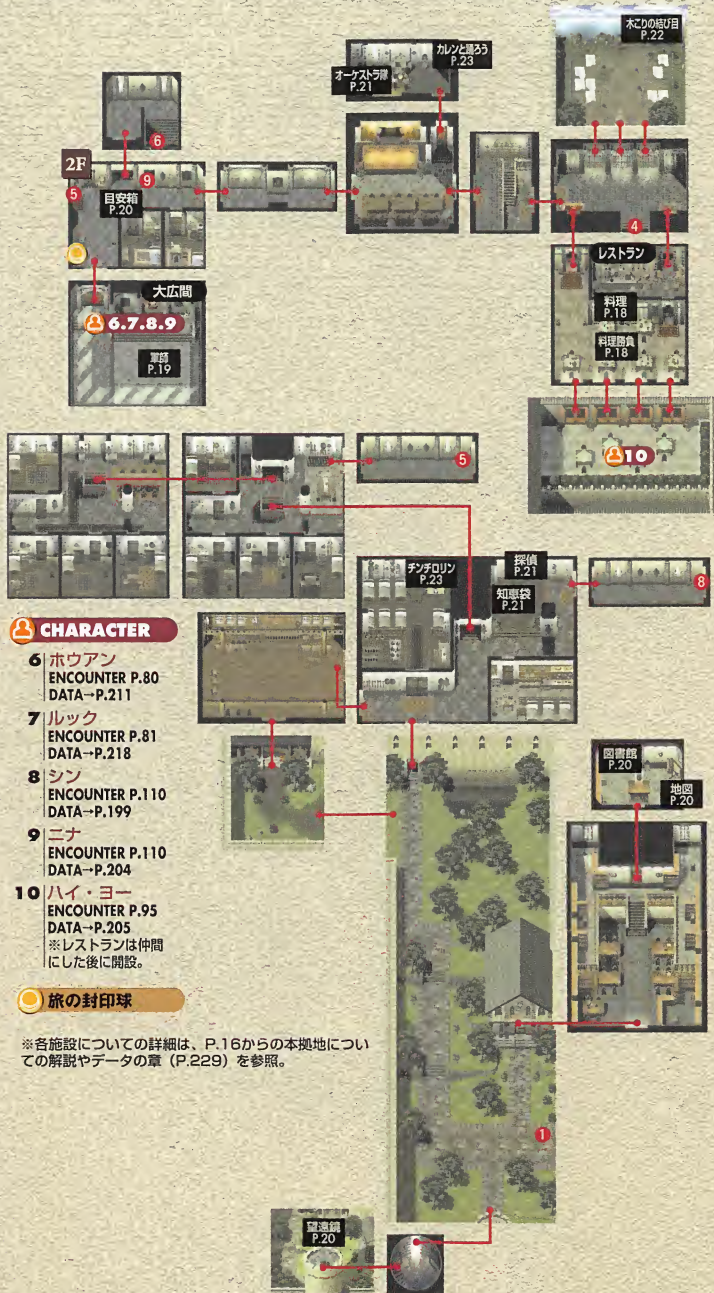 木こりの結び目
P.22
カレンと踊ろう
P.23
オーケストラ隊
P.21
6
2F
9
5
目安箱
P.20
4
レストラン
大広間
料理
P.18
6.7.8.9
料理勝負
P.18
軍師
P.19
10
5
チンチロリン
P.23
探偵
P.21
知恵袋
P.21
8
CHARACTER
6 ホウアン
ENCOUNTER P.80
DATA→P.211
7 ルック
ENCOUNTER P.81
DATA→P.218
8 シン
ENCOUNTER P.110
DATA→P.199
9 ニナ
ENCOUNTER P.110
DATA→P.204
10 ハイ・ヨー
ENCOUNTER P.95
DATA→P.205
※レストランは仲間
にした後に開設。
旅の封印球
※各施設についての詳細は、P.16からの本拠地につい
ての解説やデータの章（P.229）を参照。
図書館
P.20
地図
P.20
1
望遠鏡
P.20